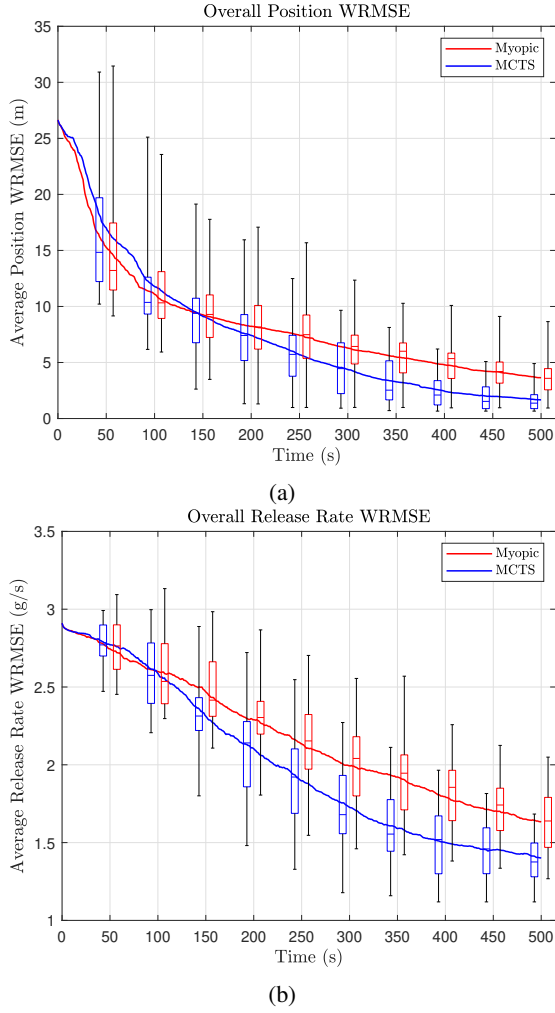 Overall Position WRMSE
Average Position WRMSE (m)
35
30
25
20
15
10
5
0
Myopic
MCTS
0 50 100 150 200 250 300 350 400 450 500
Time (s)
(a)
Overall Release Rate WRMSE
Average Release Rate WRMSE (g/s)
3.5
3
2.5
2
1.5
1
Myopic
MCTS
0 50 100 150 200 250 300 350 400 450 500
Time (s)
(b)